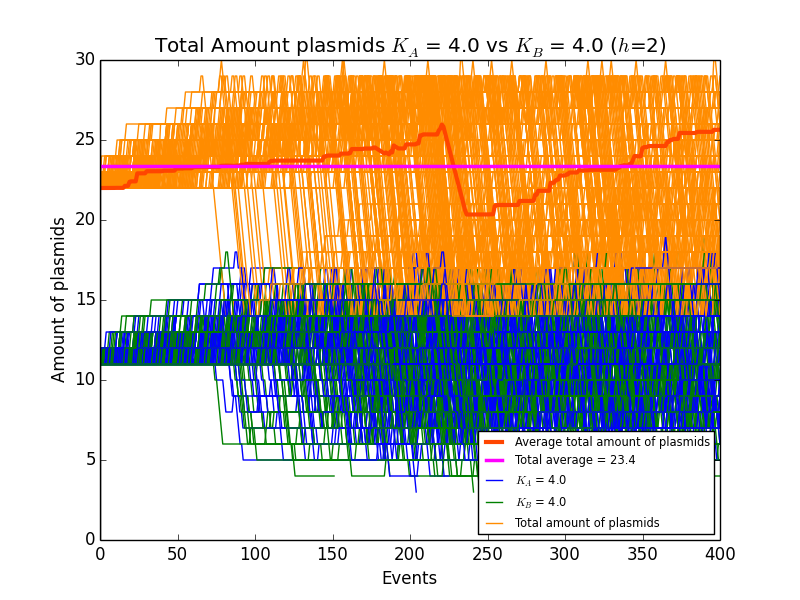 Total Amount plasmids K_A = 4.0 vs K_B = 4.0 (h=2)
Amount of plasmids
30
25
20
15
10
5
0
0 50 100 150 200 250 300 350 400
Events
Average total amount of plasmids
Total average = 23.4
K_A = 4.0
K_B = 4.0
Total amount of plasmids